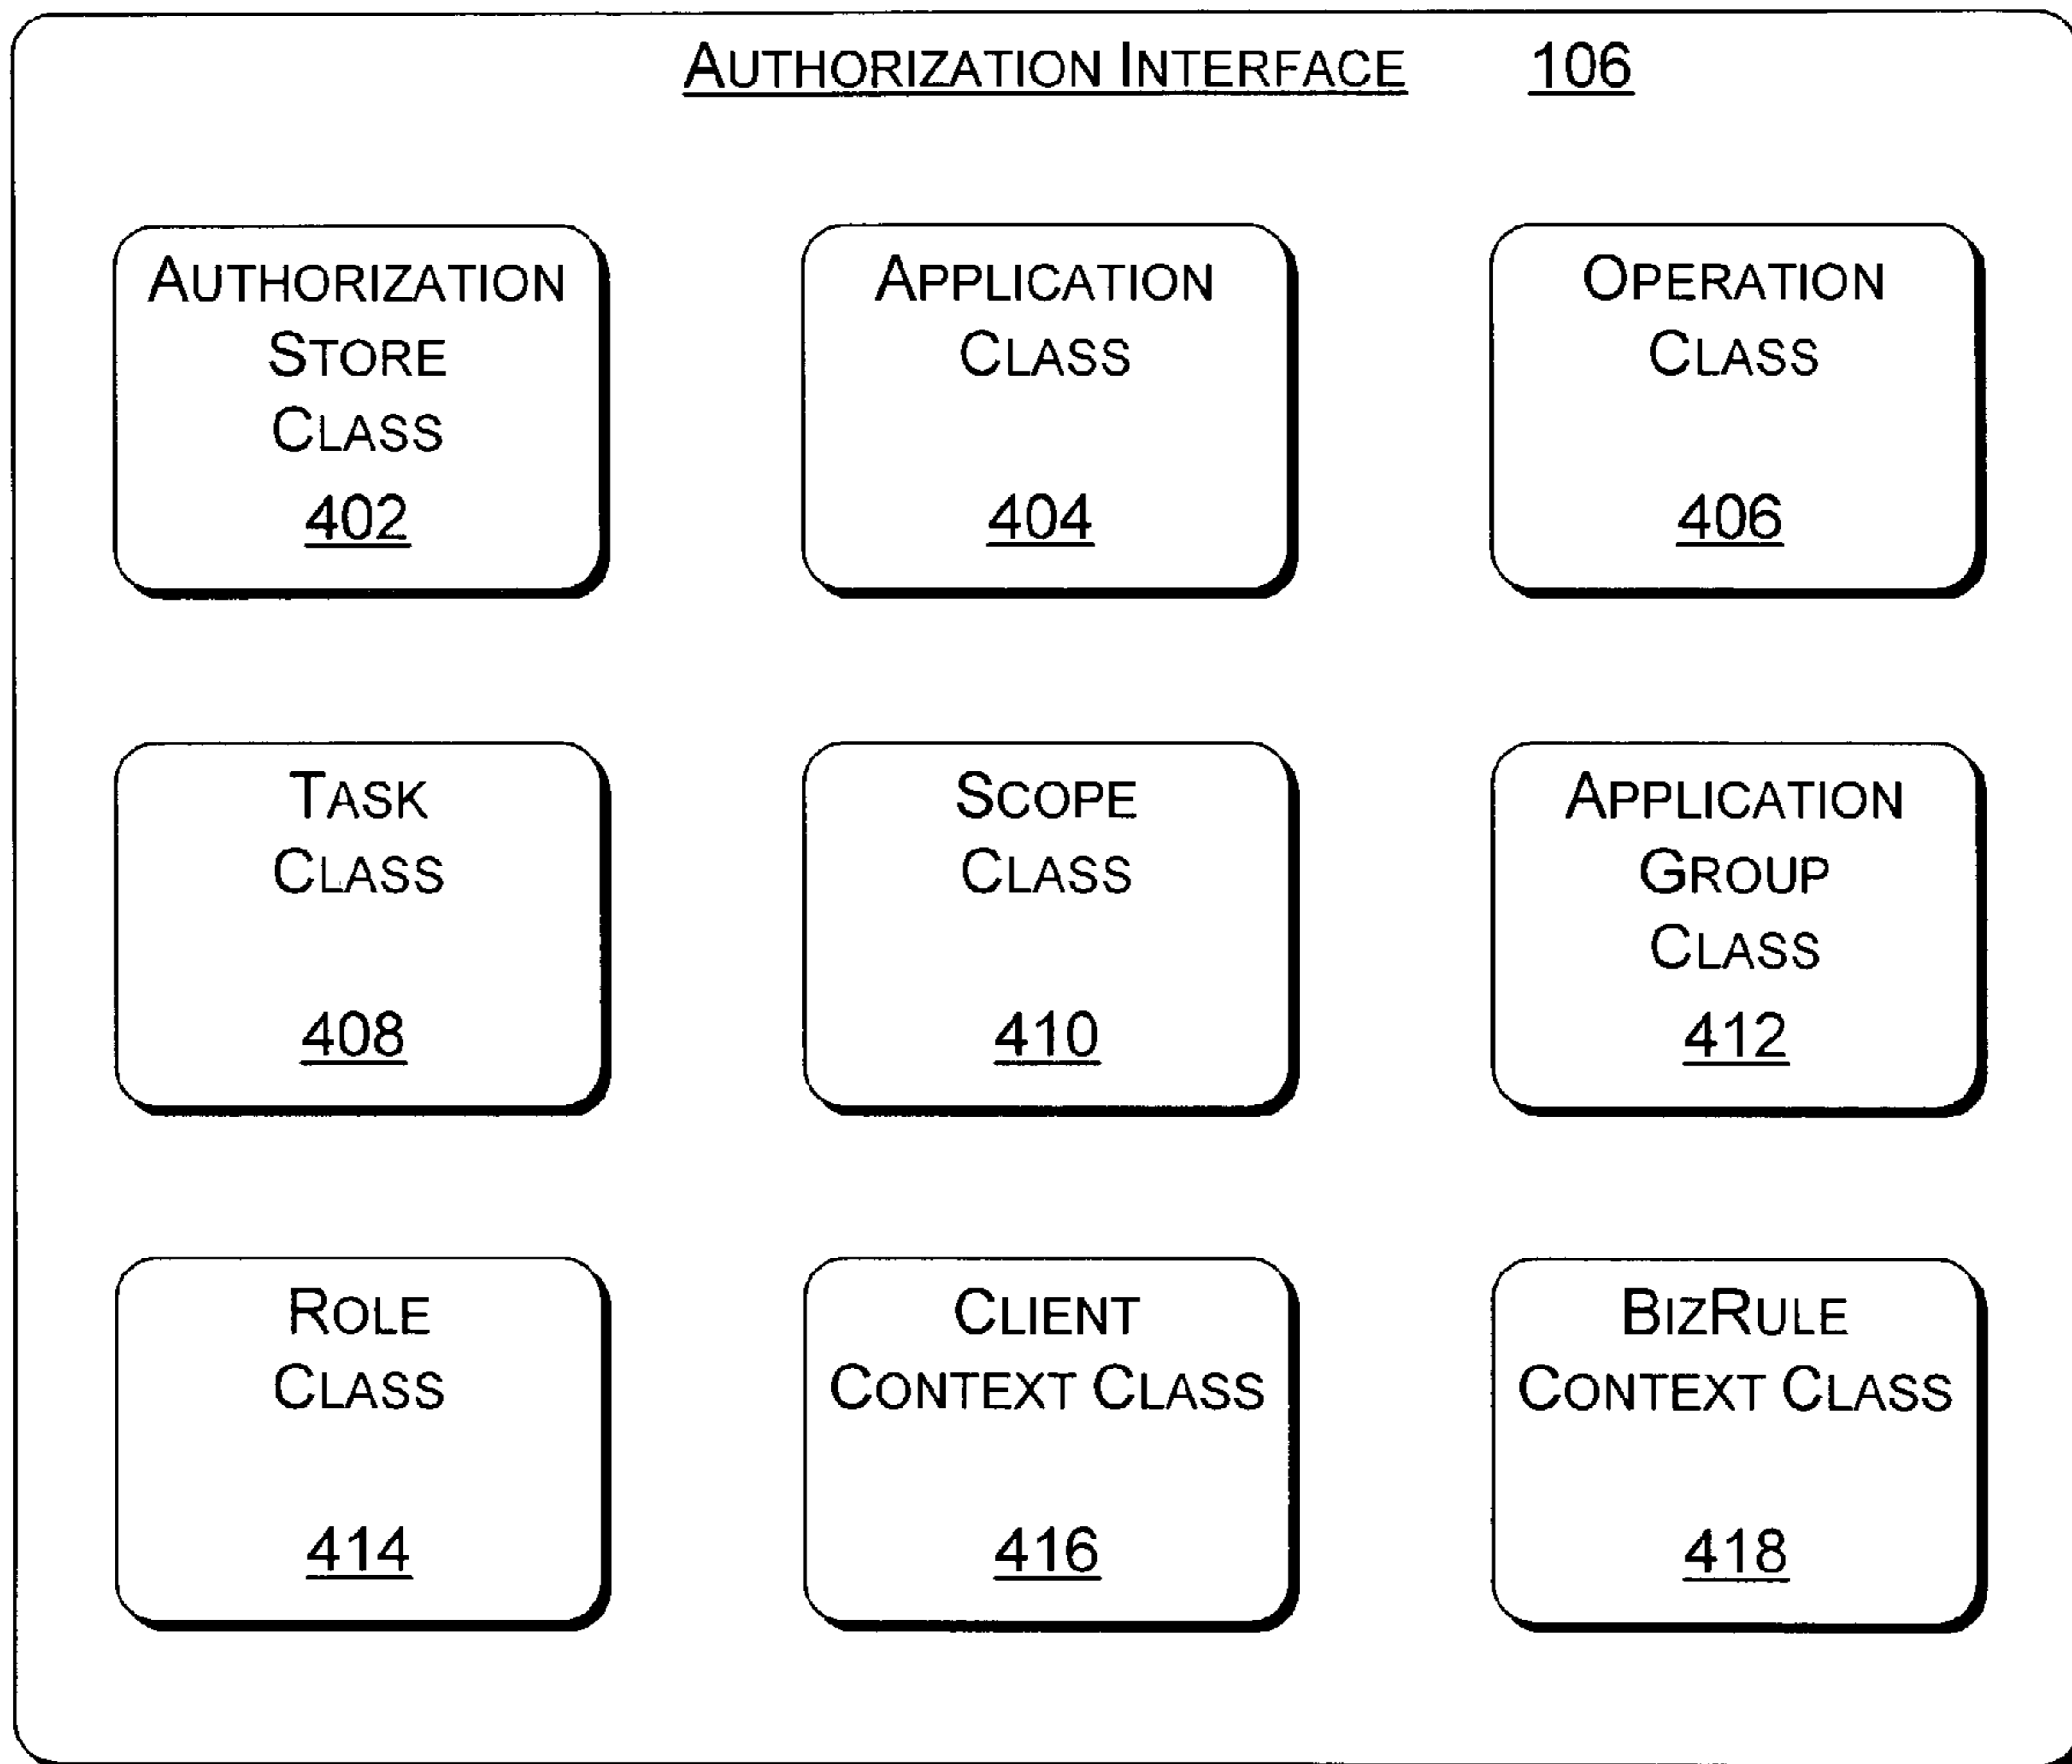 AUTHORIZATION INTERFACE 106
AUTHORIZATION
STORE
CLASS
402
APPLICATION
CLASS
404
OPERATION
CLASS
406
TASK
CLASS
408
SCOPE
CLASS
410
APPLICATION
GROUP
CLASS
412
ROLE
CLASS
414
CLIENT
CONTEXT CLASS
416
BIZRULE
CONTEXT CLASS
418